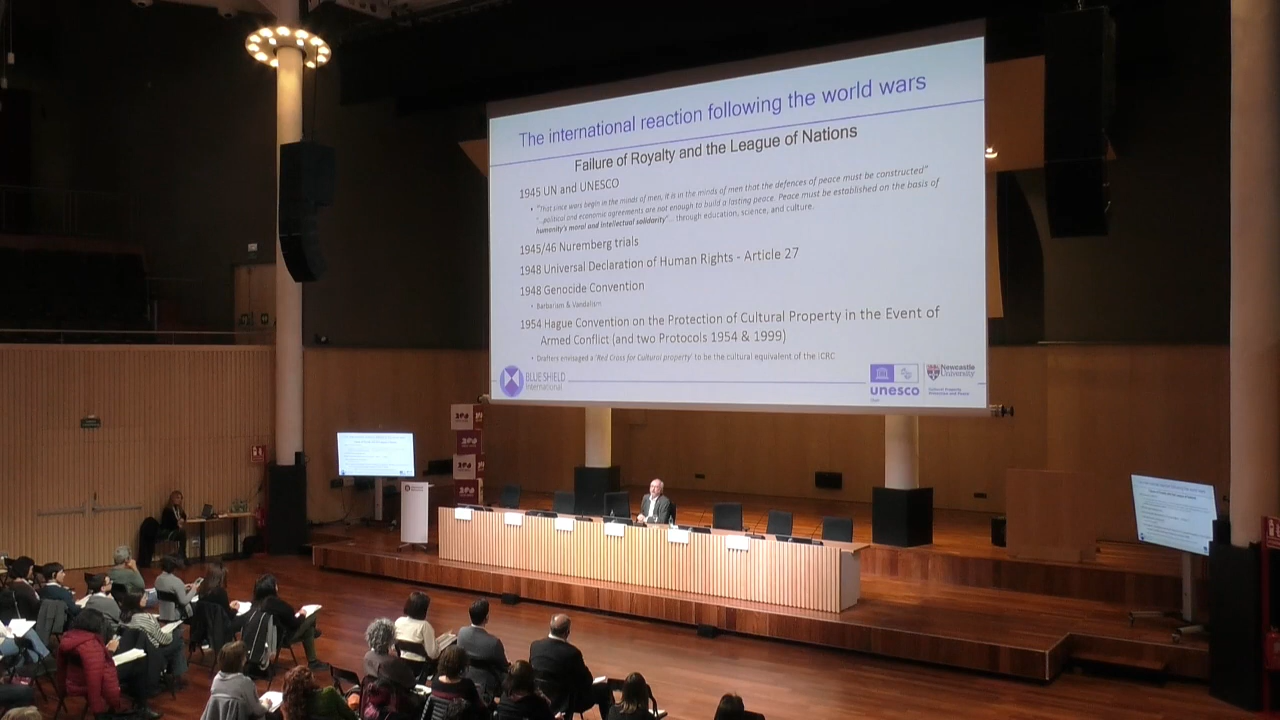 The international reaction following the world wars
Failure of Royalty and the League of Nations
1945 UN and UNESCO
• "That since wars begin in the minds of men, it is in the minds of men that the defences of peace must be constructed"
"...political and economic agreements are not enough to build a lasting peace. Peace must be established on the basis of
humanity's moral and intellectual solidarity"... through education, science, and culture.
1945/46 Nuremberg trials
1948 Universal Declaration of Human Rights - Article 27
1948 Genocide Convention
• Barbarism & Vandalism
1954 Hague Convention on the Protection of Cultural Property in the Event of
Armed Conflict (and two Protocols 1954 & 1999)
• Drafters envisaged a 'Red Cross for Cultural property' to be the cultural equivalent of the ICRC
BLUE SHIELD
International
unesco
Chair
Newcastle
University
Cultural Property
Protection and Peace